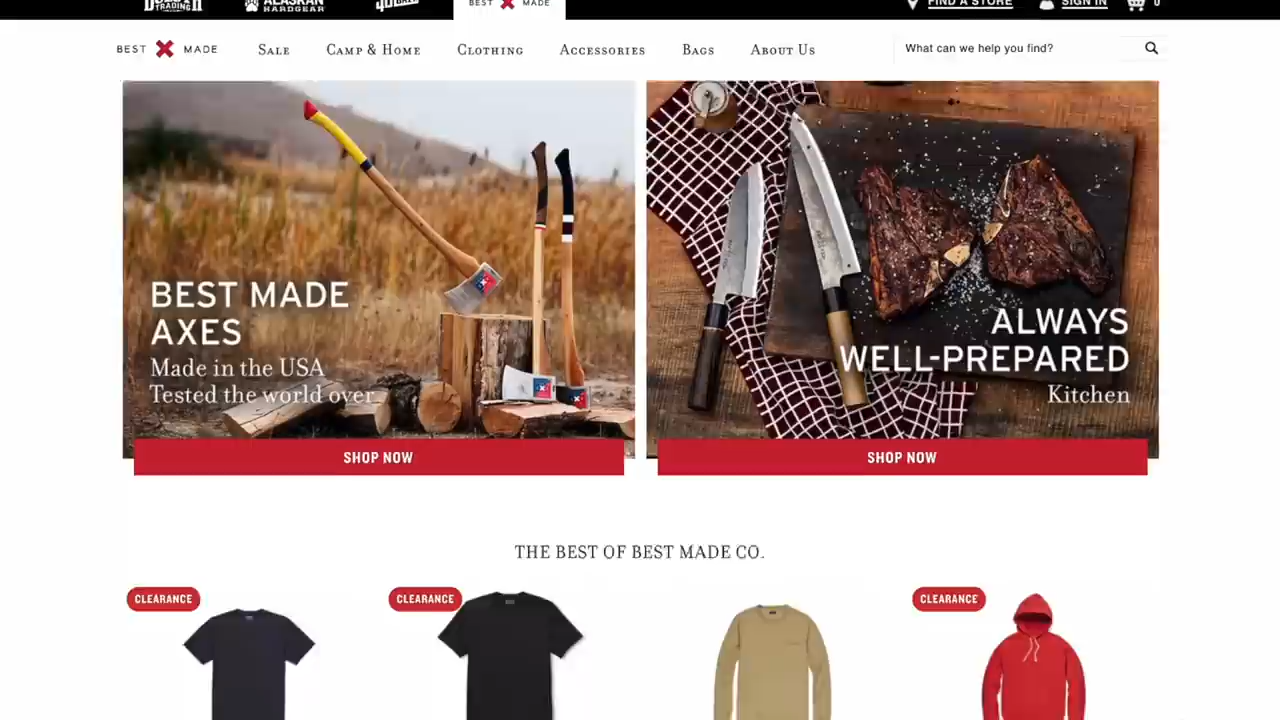 TRADING Cº
ALASKAN
HARDGEAR
BEST MADE
FIND A STORE
SIGN IN
0
BEST MADE
SALE
CAMP & HOME
CLOTHING
ACCESSORIES
BAGS
ABOUT US
What can we help you find?
BEST MADE
AXES
Made in the USA
Tested the world over
SHOP NOW
ALWAYS
WELL-PREPARED
Kitchen
SHOP NOW
THE BEST OF BEST MADE CO.
CLEARANCE
CLEARANCE
CLEARANCE